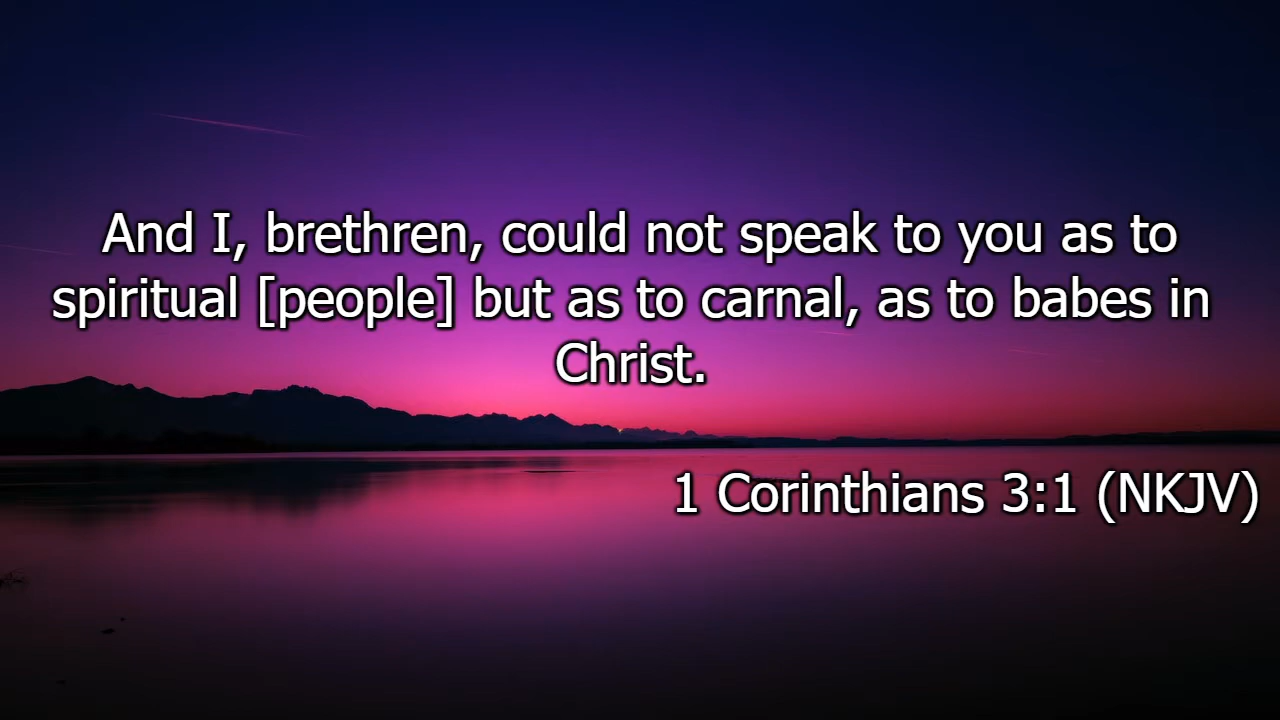 And I, brethren, could not speak to you as to
spiritual [people] but as to carnal, as to babes in
Christ.
1 Corinthians 3:1 (NKJV)